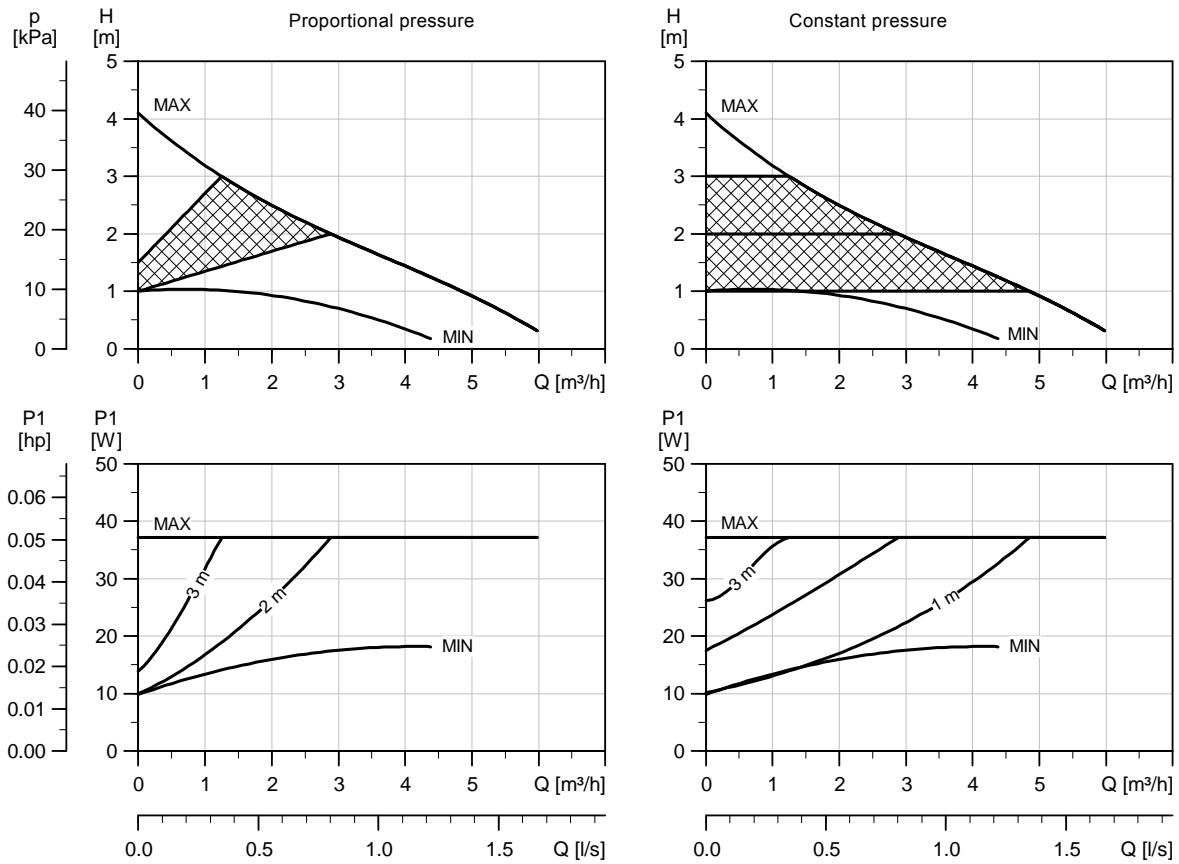 p
[kPa]
H
[m]
Proportional pressure
5
4
3
2
1
0
40
30
20
10
0
MAX
MIN
0 1 2 3 4 5 Q [m³/h]
H
[m]
Constant pressure
5
4
3
2
1
0
MAX
MIN
0 1 2 3 4 5 Q [m³/h]
P1
[hp]
P1
[W]
50
40
30
20
10
0
0.06
0.05
0.04
0.03
0.02
0.01
0.00
MAX
3 m
2 m
MIN
0 1 2 3 4 5 Q [m³/h]
0.0 0.5 1.0 1.5 Q [l/s]
P1
[W]
50
40
30
20
10
0
MAX
3 m
1 m
MIN
0 1 2 3 4 5 Q [m³/h]
0.0 0.5 1.0 1.5 Q [l/s]